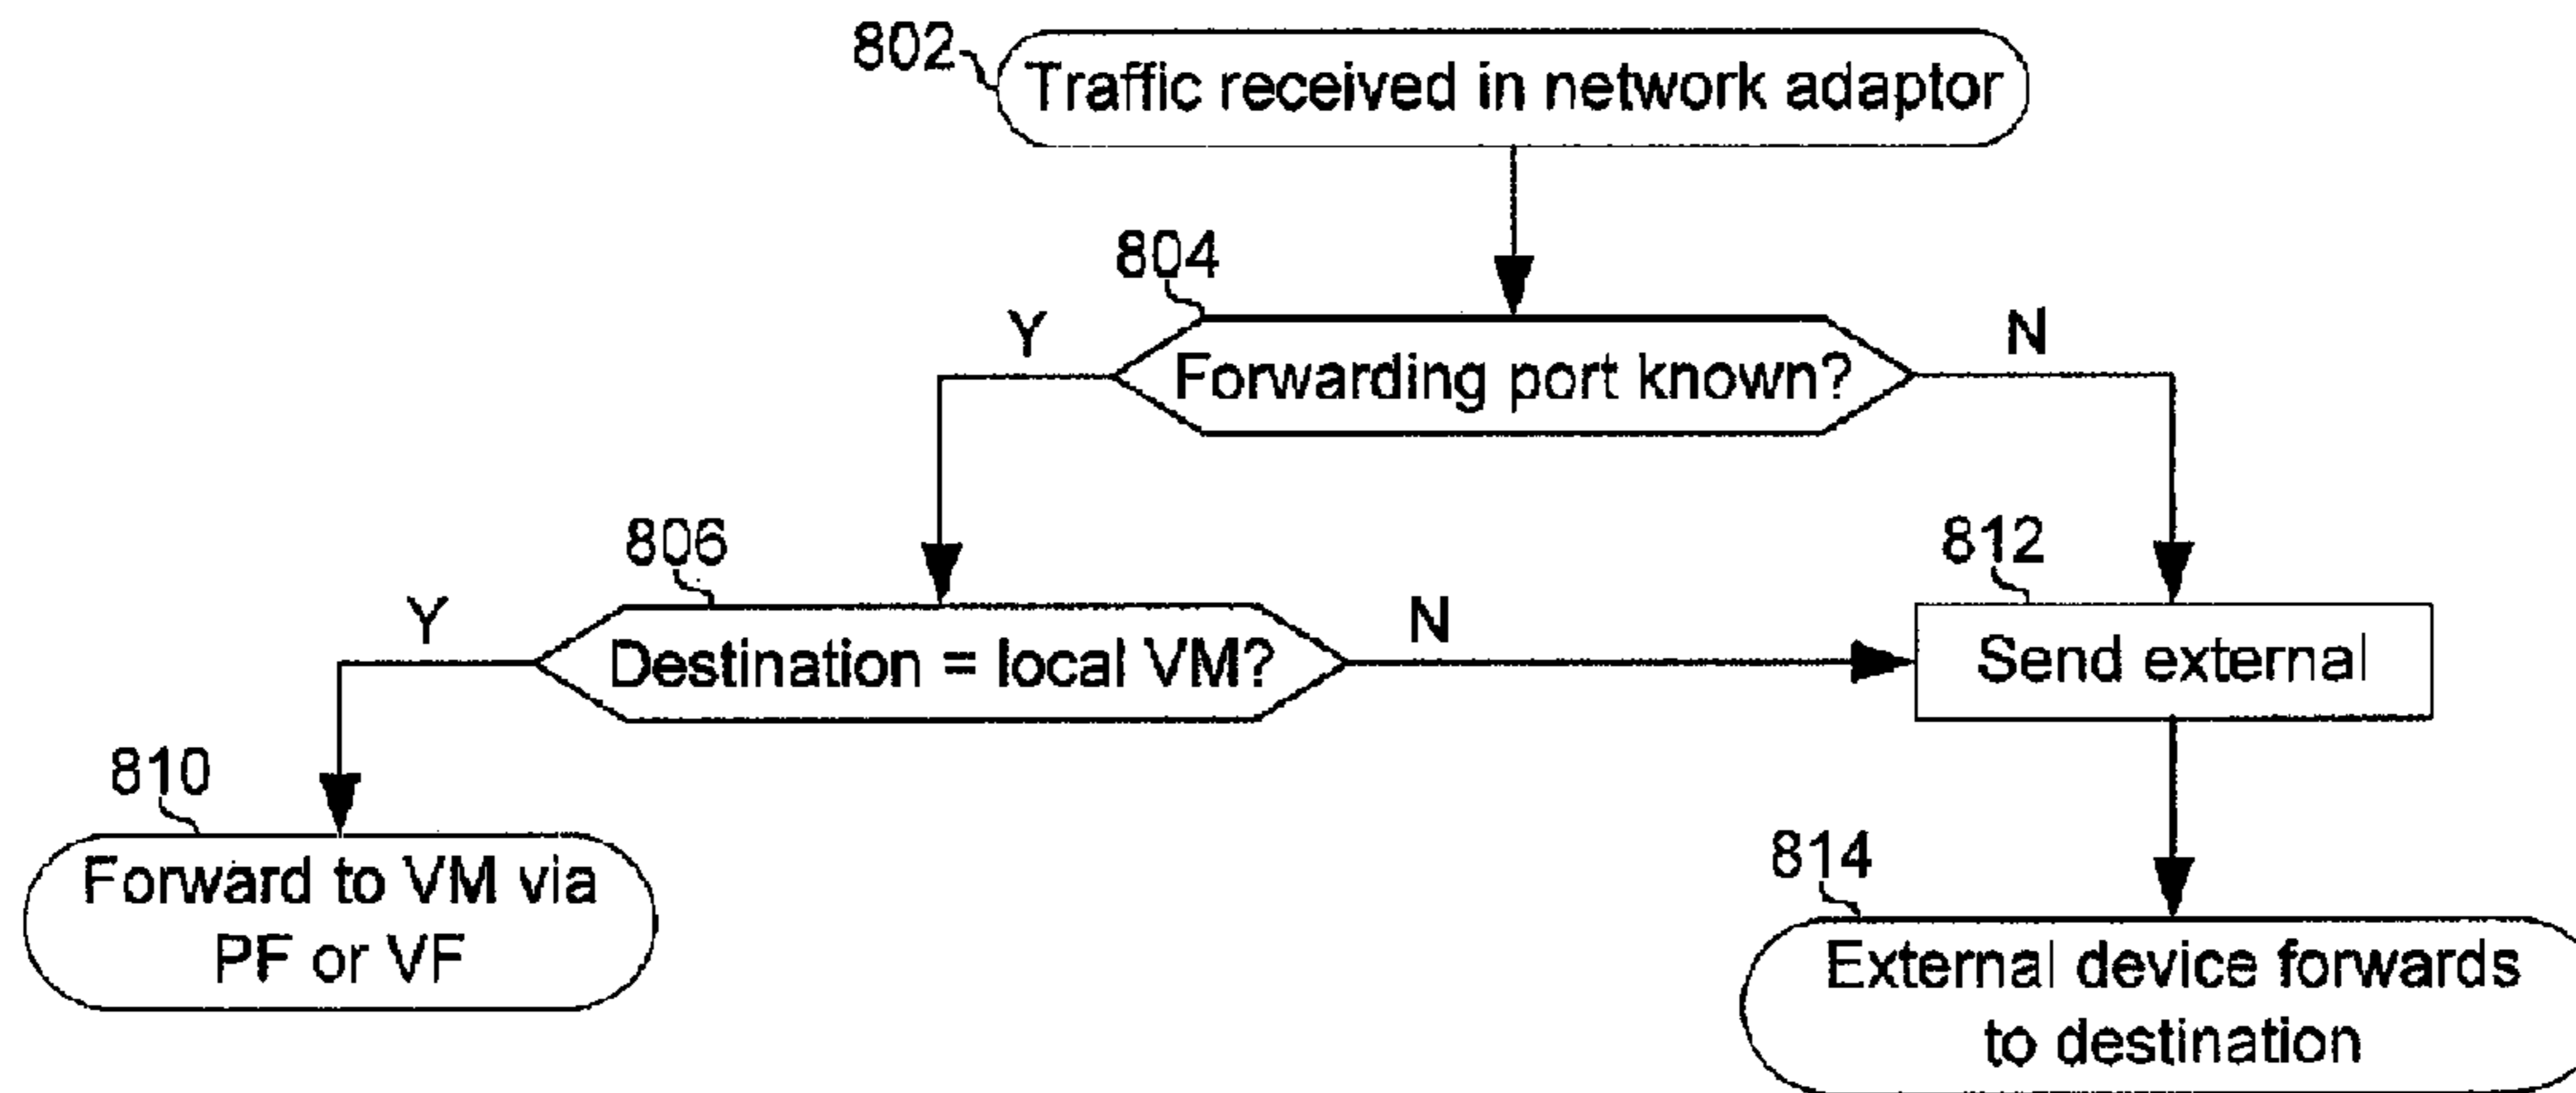 802
Traffic received in network adaptor
804
Y
Forwarding port known?
N
806
812
Y
Destination = local VM?
N
Send external
810
Forward to VM via
PF or VF
814
External device forwards
to destination